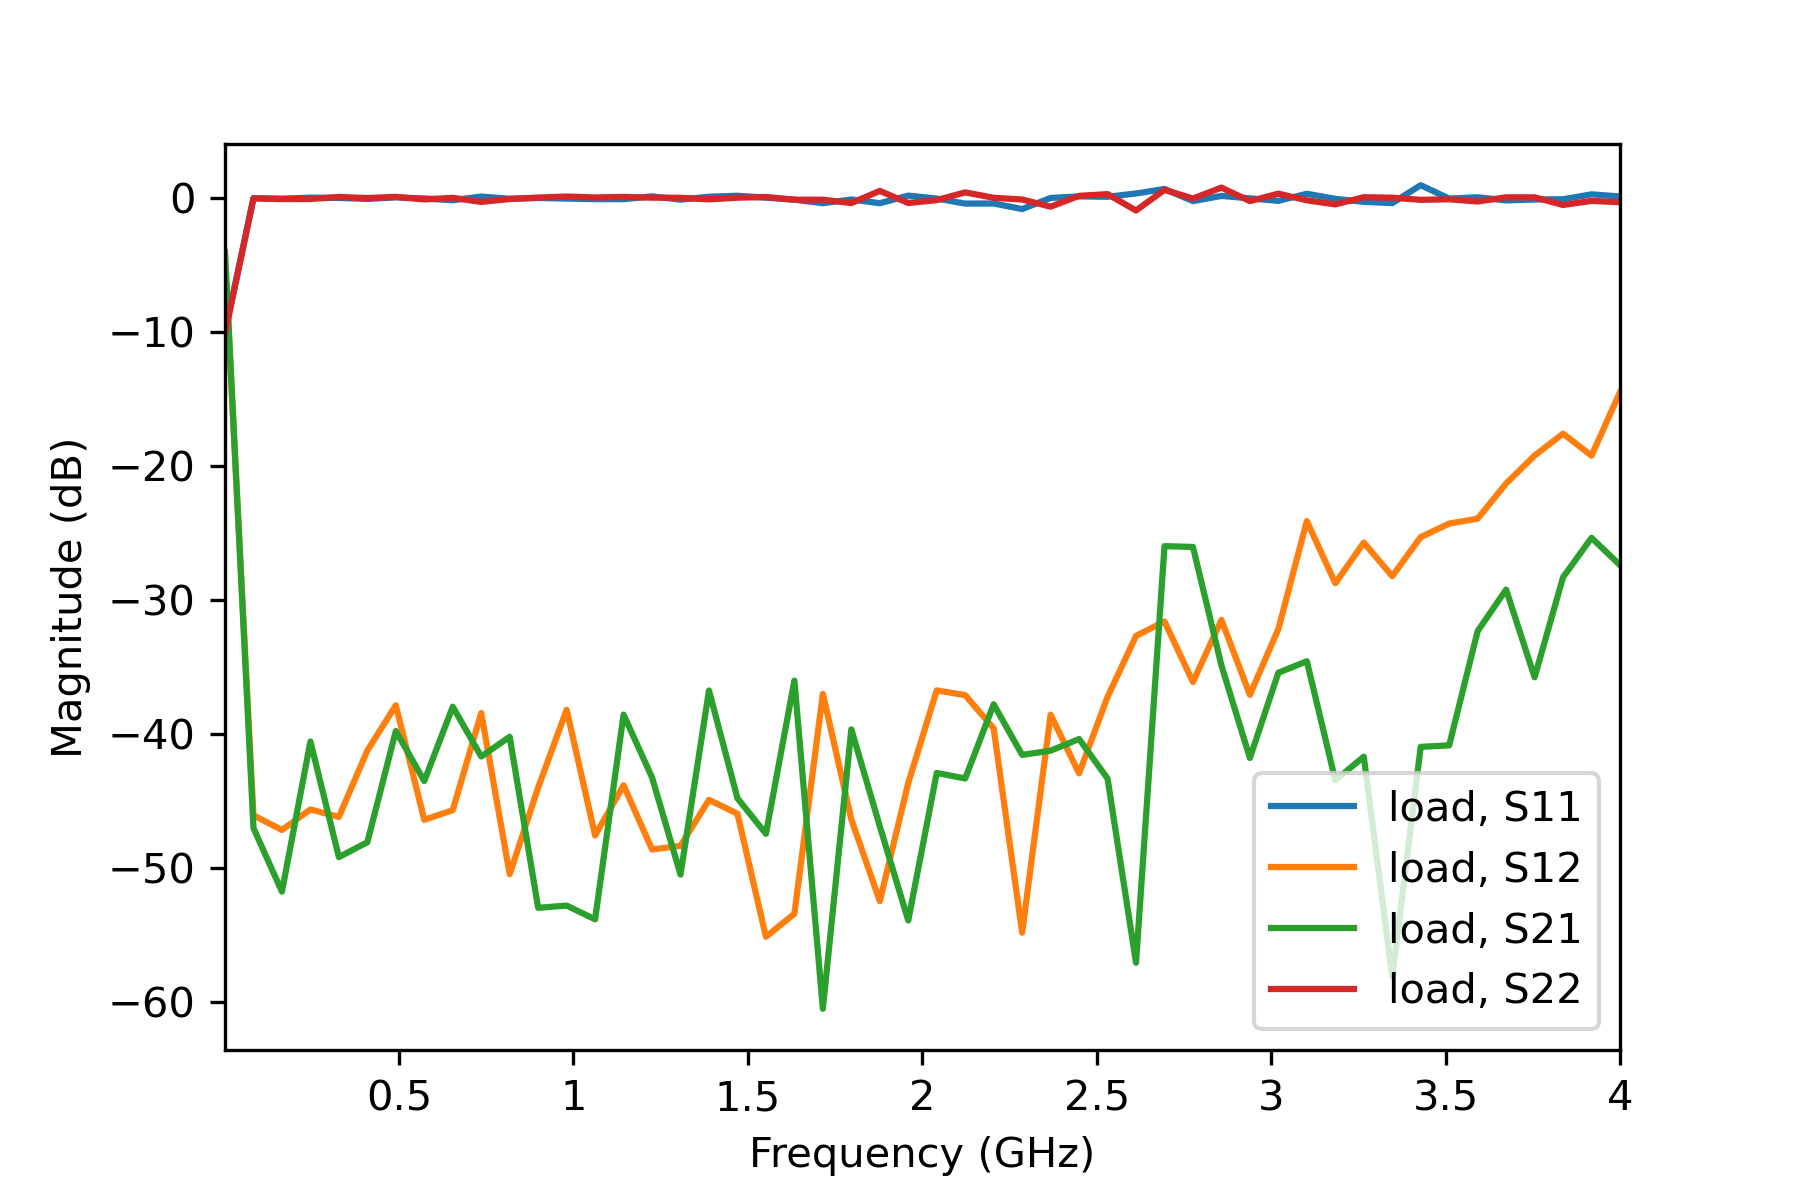 0
−10
−20
−30
−40
−50
−60
Magnitude (dB)
load, S11
load, S12
load, S21
load, S22
0.5 1 1.5 2 2.5 3 3.5 4
Frequency (GHz)